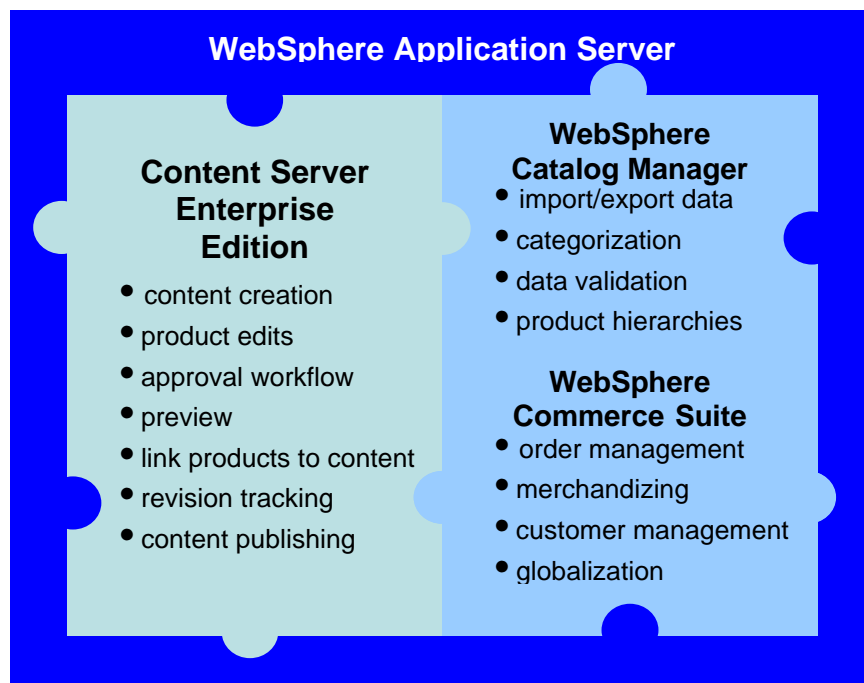 WebSphere Application Server
Content Server
Enterprise
Edition
• content creation
• product edits
• approval workflow
• preview
• link products to content
• revision tracking
• content publishing
WebSphere
Catalog Manager
• import/export data
• categorization
• data validation
• product hierarchies
WebSphere
Commerce Suite
• order management
• merchandizing
• customer management
• globalization